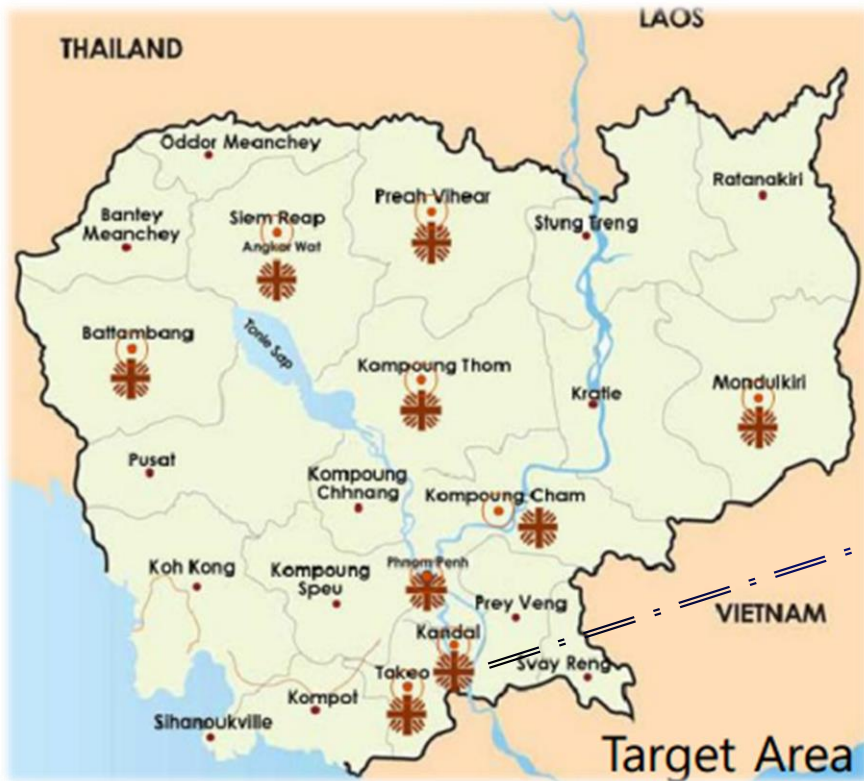 LAOS
THAILAND
Oddor Meanchey
Ratanakiri
Preah Vihear
Bantey
Meanchey
Siem Reap
Stung Treng
Angkor Wat
Battambang
Tonle Sap
Kompoung Thom
Mondulkiri
Kratie
Pusat
Kompoung
Chhnang
Kompoung Cham
Phnom Penh
Koh Kong
Kompoung
Speu
Prey Veng
VIETNAM
Kandal
Svay Reng
Takeo
Kompot
Sihanoukville
Target Area